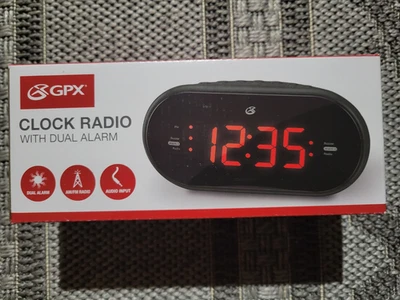 GPX
CLOCK RADIO
WITH DUAL ALARM
12:35
DUAL ALARM
AM/FM RADIO
AUDIO INPUT